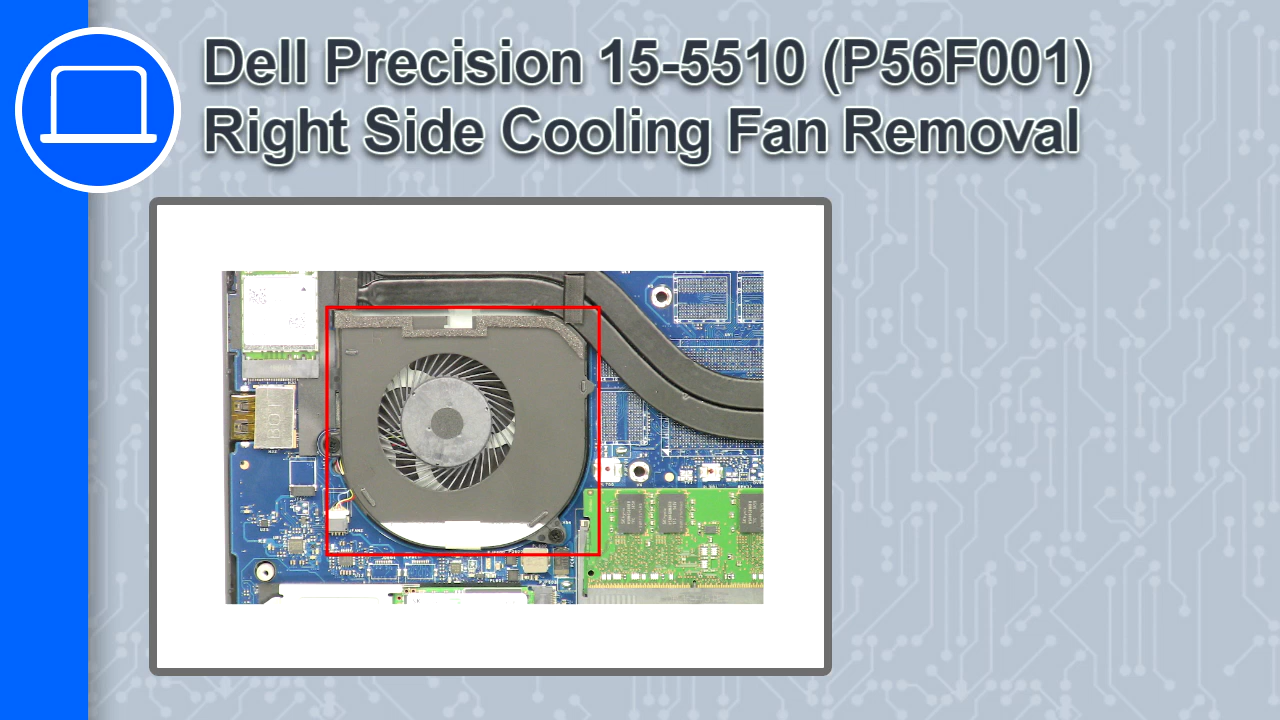 Dell Precision 15-5510 (P56F001)
Right Side Cooling Fan Removal